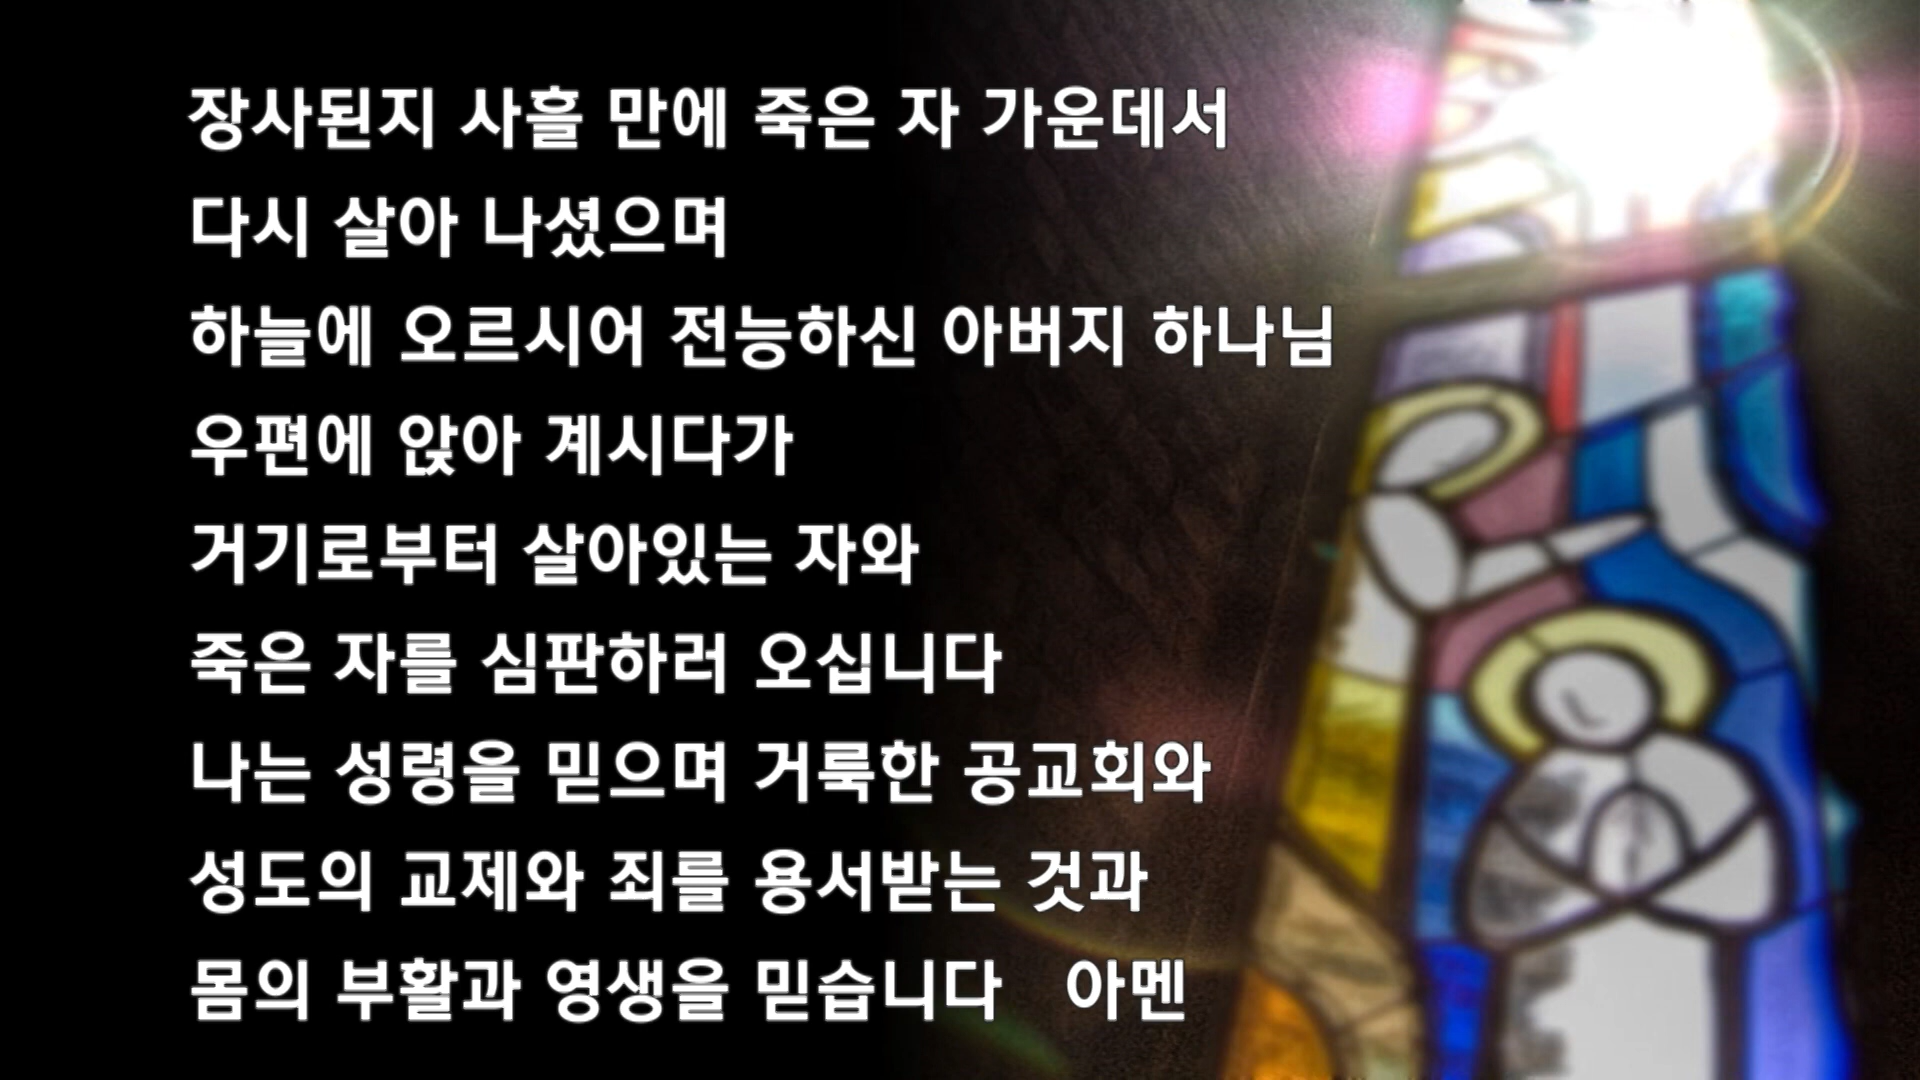 장사된지 사흘 만에 죽은 자 가운데서
다시 살아 나셨으며
하늘에 오르시어 전능하신 아버지 하나님
우편에 앉아 계시다가
거기로부터 살아있는 자와
죽은 자를 심판하러 오십니다
나는 성령을 믿으며 거룩한 공교회와
성도의 교제와 죄를 용서받는 것과
몸의 부활과 영생을 믿습니다 아멘